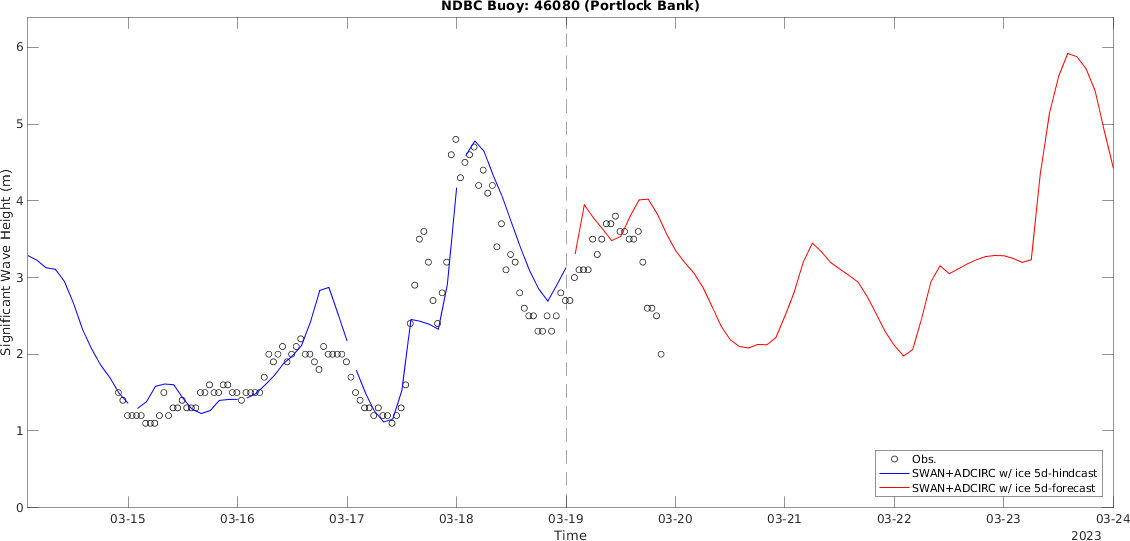 NDBC Buoy: 46080 (Portlock Bank)
Significant Wave Height (m)
6
5
4
3
2
1
0
Obs.
SWAN+ADCIRC w/ ice 5d-hindcast
SWAN+ADCIRC w/ ice 5d-forecast
03-15 03-16 03-17 03-18 03-19 03-20 03-21 03-22 03-23 03-24
Time
2023